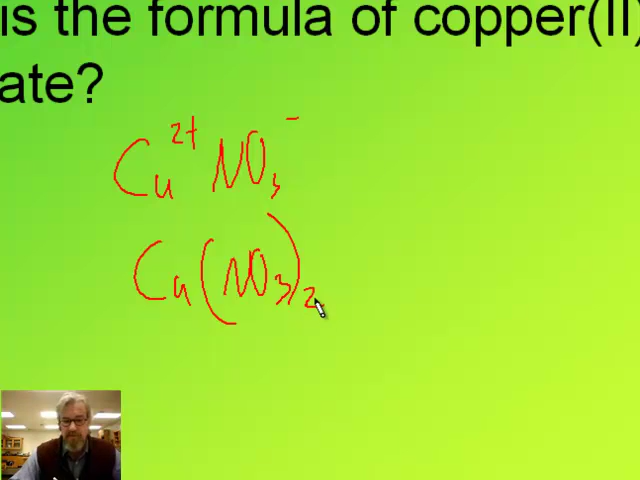 is the formula of copper(II)
ate?
Cu²⁺ NO₃⁻
Cu(NO₃)₂